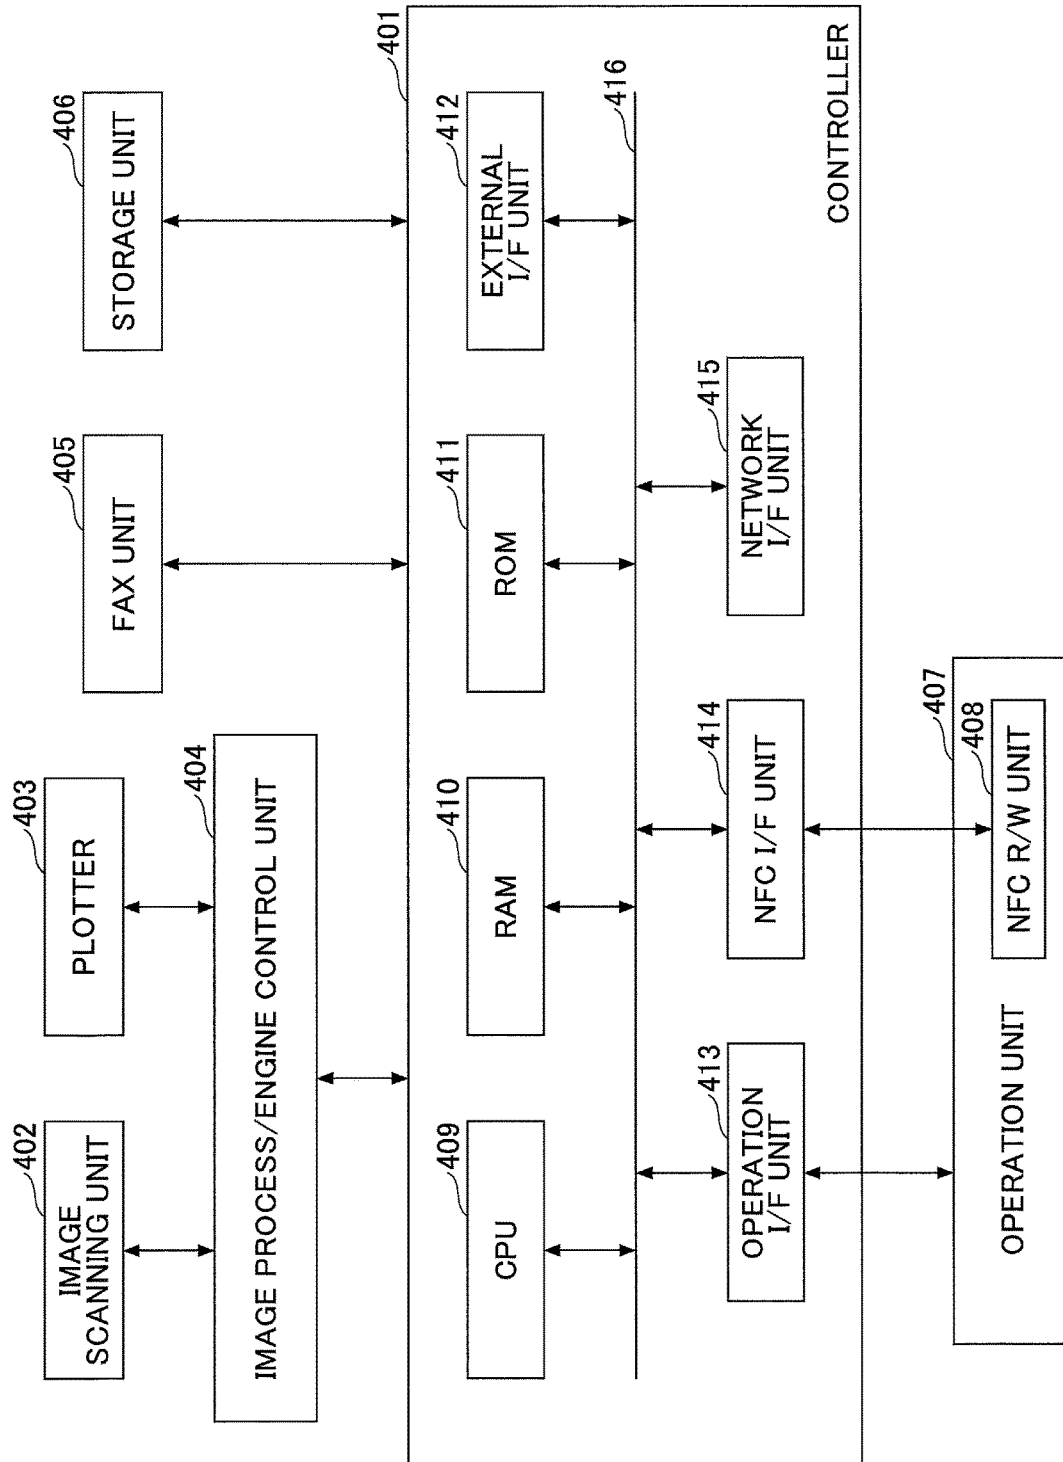 402
IMAGE
SCANNING UNIT
403
PLOTTER
404
IMAGE PROCESS/ENGINE CONTROL UNIT
405
FAX UNIT
406
STORAGE UNIT
401
409
CPU
410
RAM
411
ROM
412
EXTERNAL
I/F UNIT
416
413
OPERATION
I/F UNIT
414
NFC I/F UNIT
415
NETWORK
I/F UNIT
CONTROLLER
407
408
NFC R/W UNIT
OPERATION UNIT